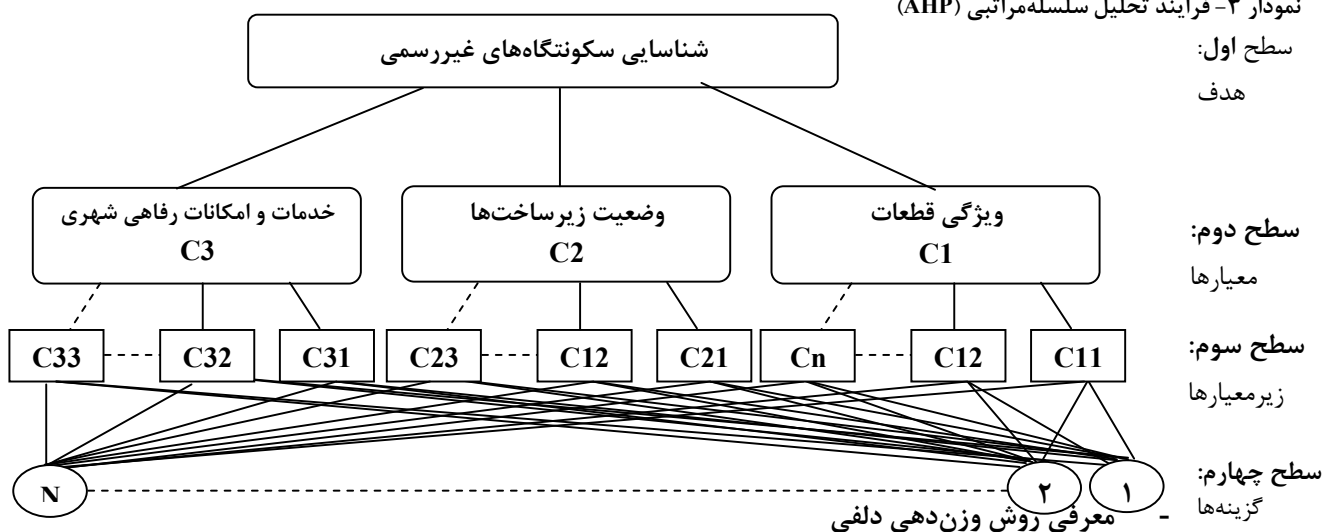 نمودار ۳- فرآیند تحلیل سلسله‌مراتبی (AHP)
سطح اول:
هدف
شناسایی سکونتگاه‌های غیررسمی
سطح دوم:
معیارها
ویژگی قطعات
C1
وضعیت زیرساخت‌ها
C2
خدمات و امکانات رفاهی شهری
C3
سطح سوم:
زیرمعیارها
C11
C12
Cn
C21
C12
C23
C31
C32
C33
سطح چهارم:
گزینه‌ها
۱
۲
N
- معرفی روش وزن‌دهی دلفی